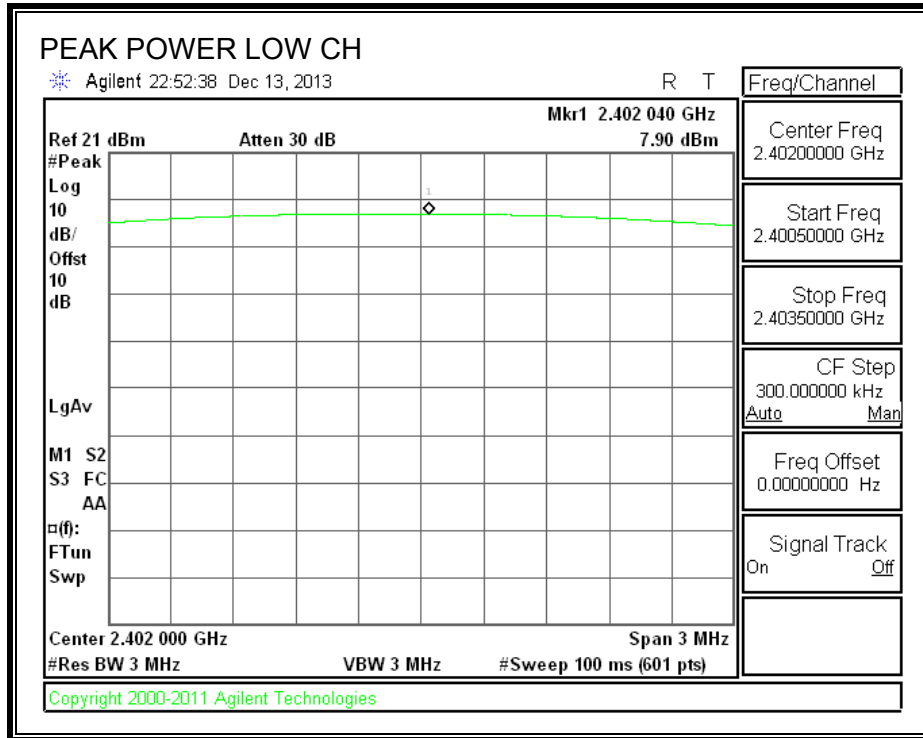 PEAK POWER LOW CH
Agilent 22:52:38 Dec 13, 2013 R T
Mkr1 2.402 040 GHz
Ref 21 dBm Atten 30 dB 7.90 dBm
#Peak
Log
10
dB/
Offst
10
dB
1
LgAv
M1 S2
S3 FC
AA
¤(f):
FTun
Swp
Center 2.402 000 GHz Span 3 MHz
#Res BW 3 MHz VBW 3 MHz #Sweep 100 ms (601 pts)
Copyright 2000-2011 Agilent Technologies
Freq/Channel
Center Freq
2.40200000 GHz
Start Freq
2.40050000 GHz
Stop Freq
2.40350000 GHz
CF Step
300.000000 kHz
Auto Man
Freq Offset
0.00000000 Hz
Signal Track
On Off